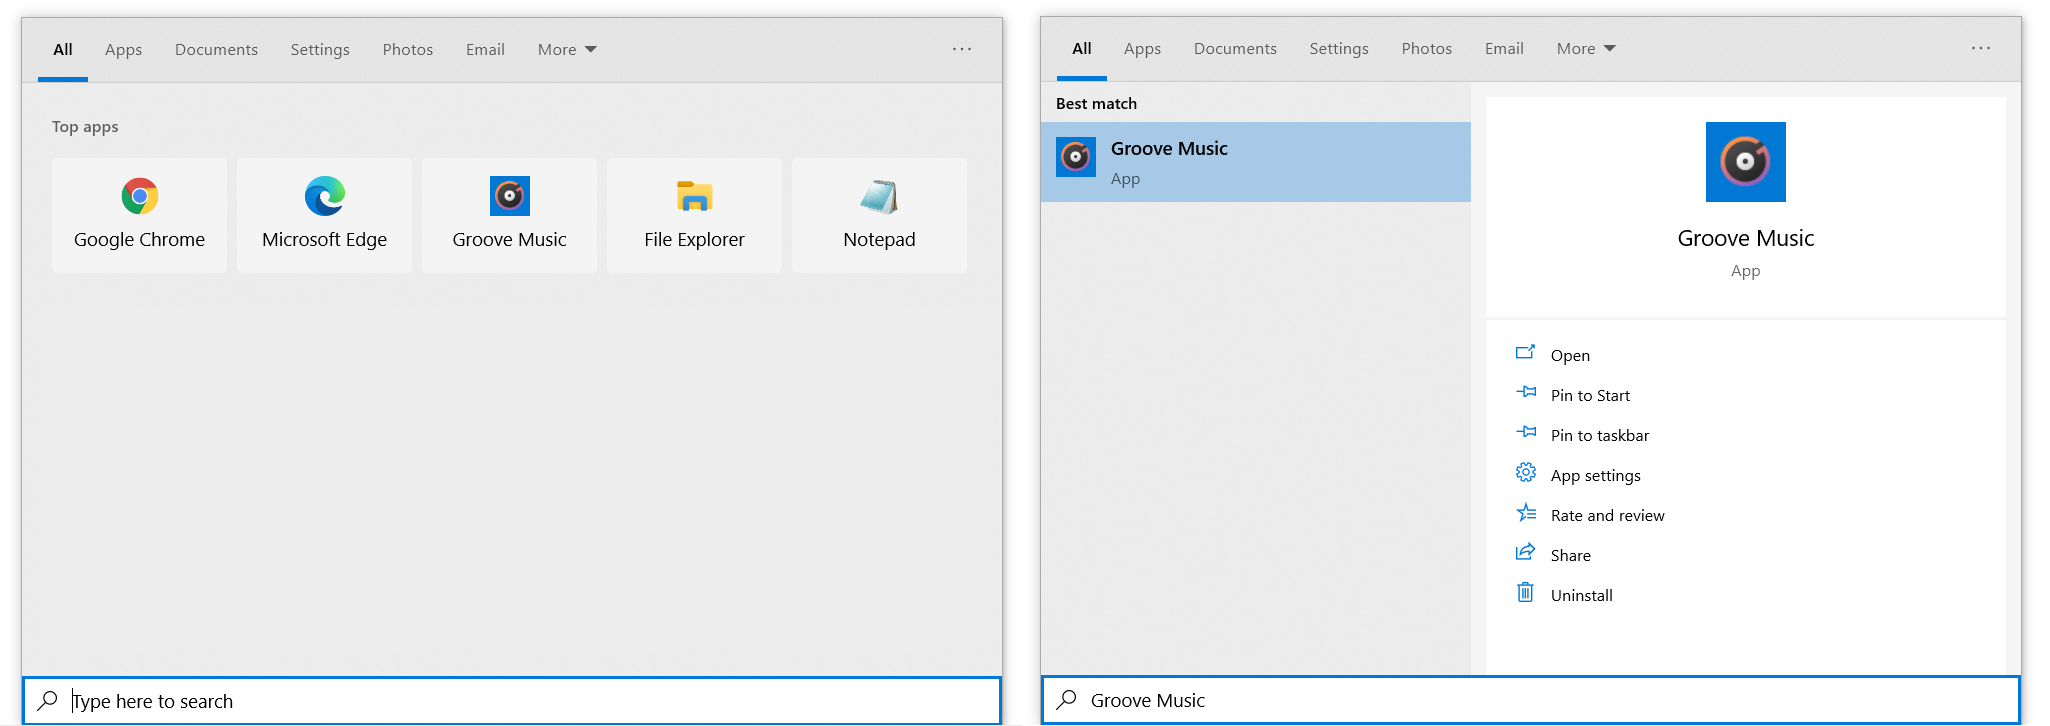 All Apps Documents Settings Photos Email More ...
Top apps
Google Chrome Microsoft Edge Groove Music File Explorer Notepad
Type here to search
All Apps Documents Settings Photos Email More ...
Best match
Groove Music
App
Groove Music
App
Open
Pin to Start
Pin to taskbar
App settings
Rate and review
Share
Uninstall
Groove Music